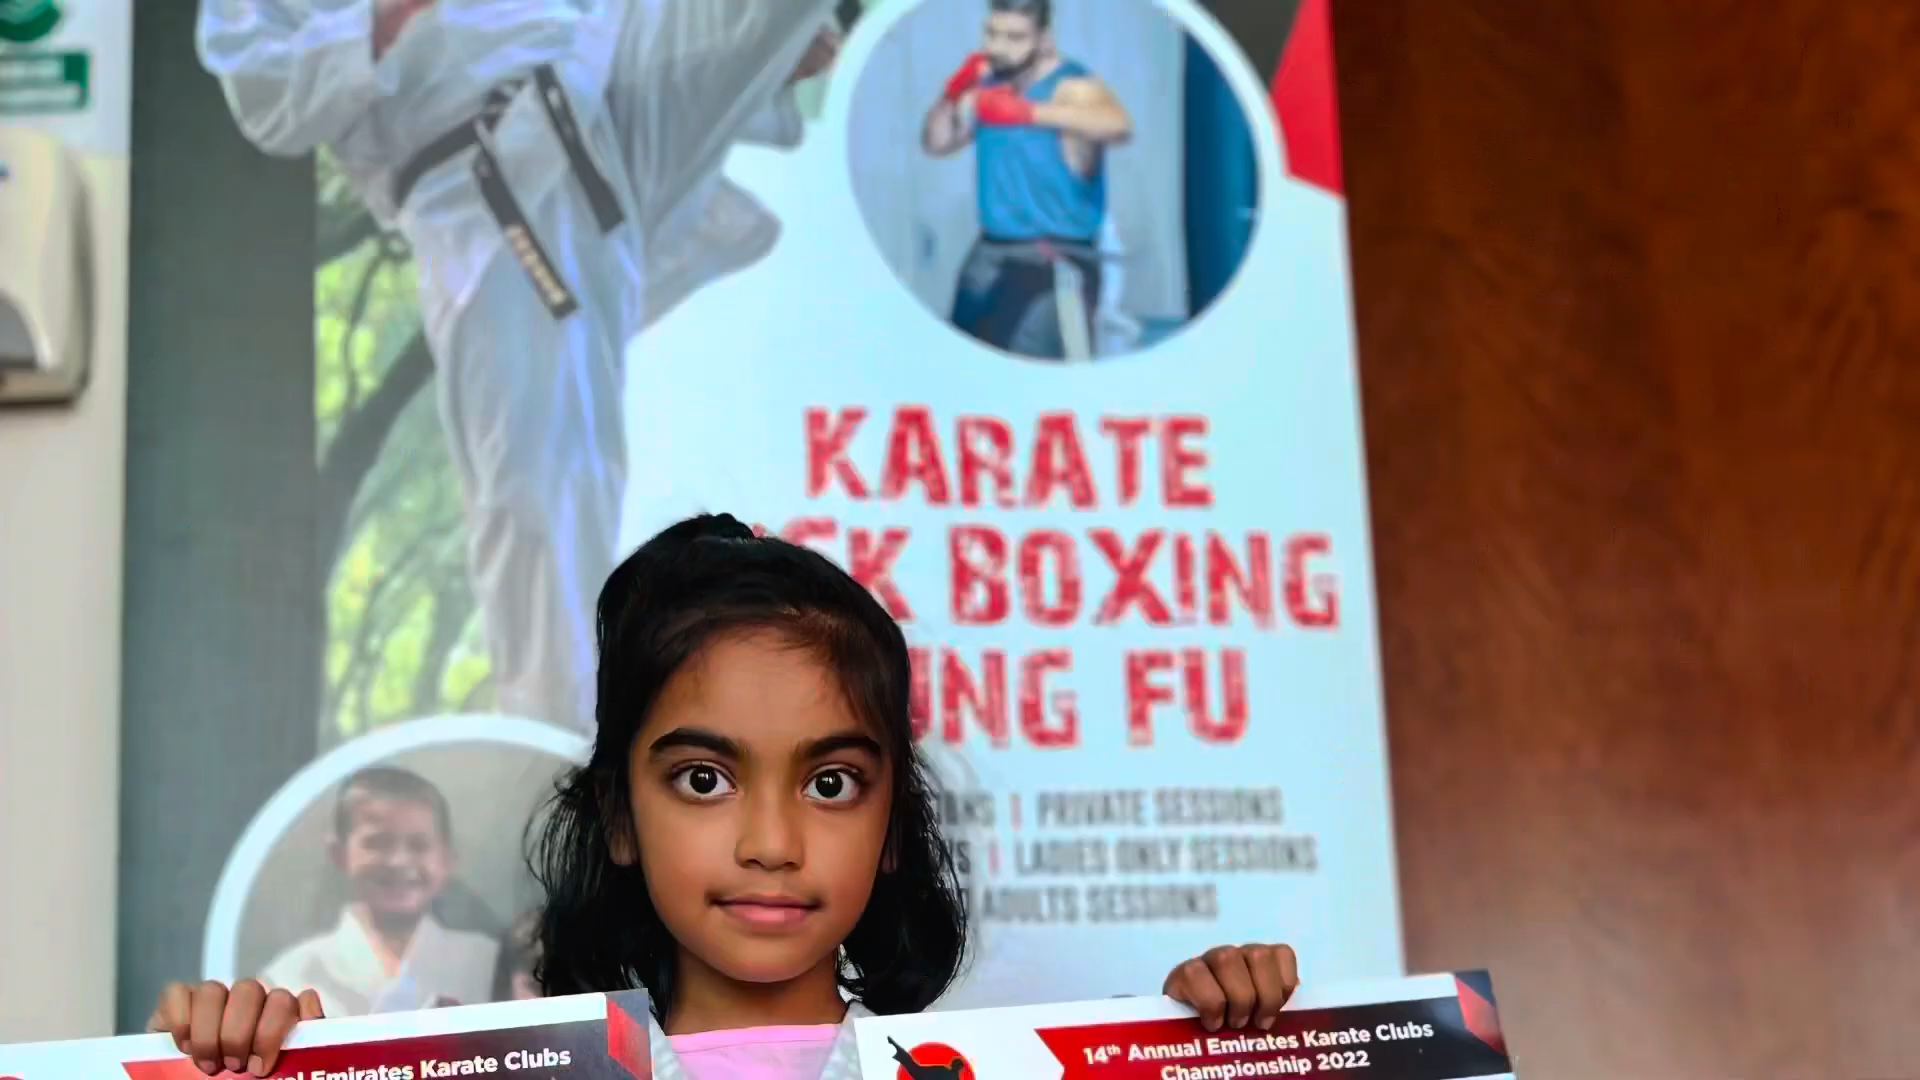 KARATE
BOXING
FU
PRIVATE SESSIONS
LADIES ONLY SESSIONS
ADULTS SESSIONS
Emirates Karate Clubs
14th Annual Emirates Karate Clubs
Championship 2022